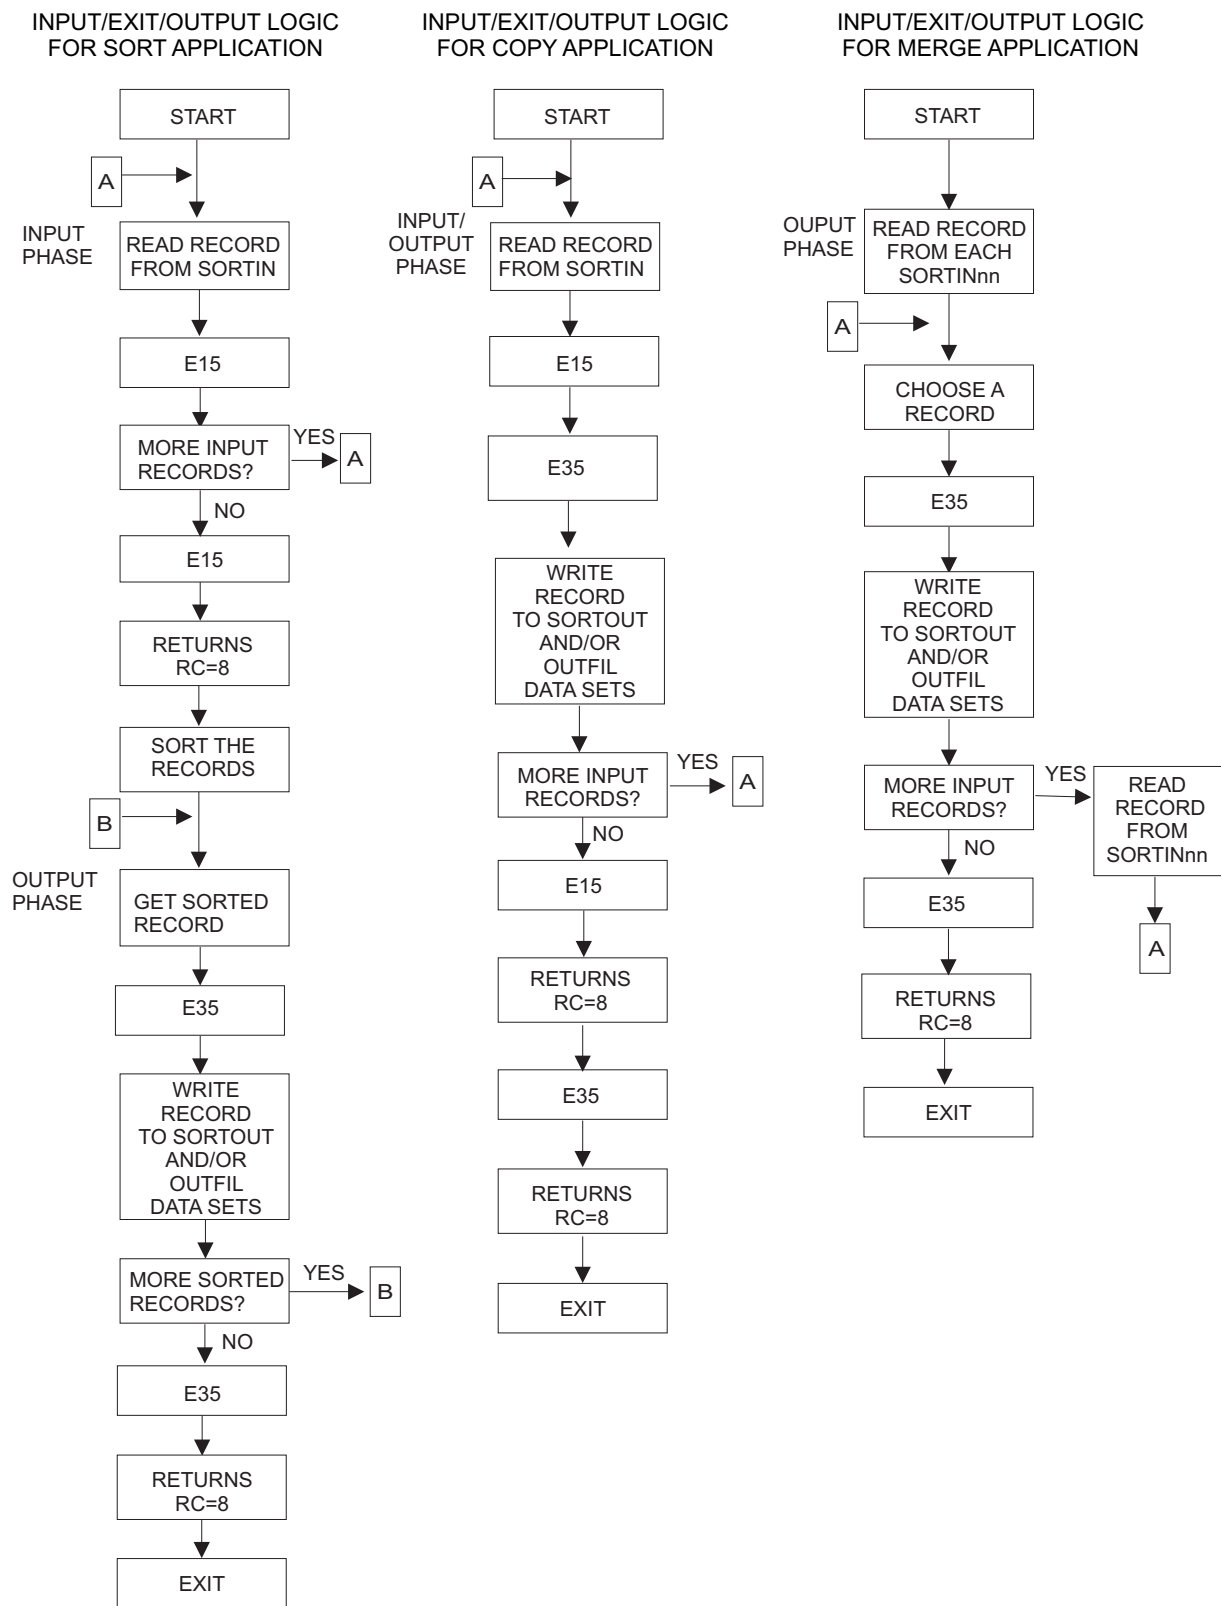 INPUT/EXIT/OUTPUT LOGIC
FOR SORT APPLICATION
START
A
INPUT
PHASE
READ RECORD
FROM SORTIN
E15
MORE INPUT
RECORDS?
YES
A
NO
E15
RETURNS
RC=8
SORT THE
RECORDS
B
OUTPUT
PHASE
GET SORTED
RECORD
E35
WRITE
RECORD
TO SORTOUT
AND/OR
OUTFIL
DATA SETS
MORE SORTED
RECORDS?
YES
B
NO
E35
RETURNS
RC=8
EXIT
INPUT/EXIT/OUTPUT LOGIC
FOR COPY APPLICATION
START
A
INPUT/
OUTPUT
PHASE
READ RECORD
FROM SORTIN
E15
E35
WRITE
RECORD
TO SORTOUT
AND/OR
OUTFIL
DATA SETS
MORE INPUT
RECORDS?
YES
A
NO
E15
RETURNS
RC=8
E35
RETURNS
RC=8
EXIT
INPUT/EXIT/OUTPUT LOGIC
FOR MERGE APPLICATION
START
OUPUT
PHASE
READ RECORD
FROM EACH
SORTINnn
A
CHOOSE A
RECORD
E35
WRITE
RECORD
TO SORTOUT
AND/OR
OUTFIL
DATA SETS
MORE INPUT
RECORDS?
YES
READ
RECORD
FROM
SORTINnn
A
NO
E35
RETURNS
RC=8
EXIT